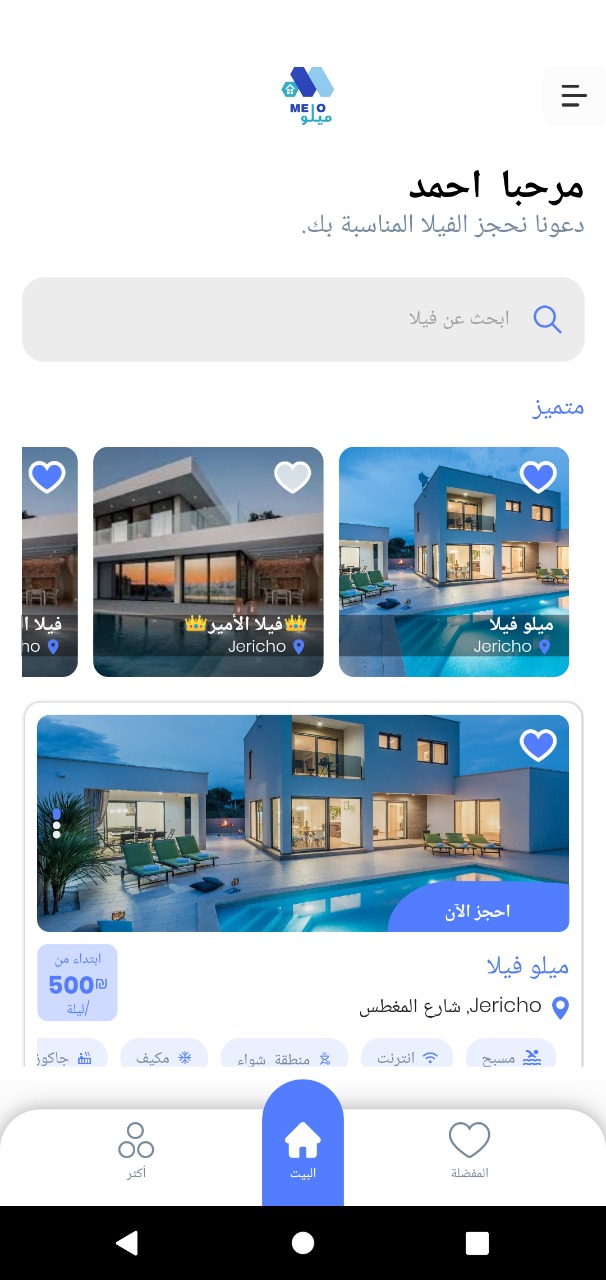 MEJO
ميلو
مرحبا احمد
دعونا نحجز الفيلا المناسبة بك.
ابحث عن فيلا
متميز
ميلو فيلا
Jericho
👑فيلا الأمير👑
Jericho
فيلا ال
ho
احجز الآن
ميلو فيلا
Jericho, شارع المغطس
ابتداء من
500₪
/ليلة
مسبح
انترنت
منطقة شواء
مكيف
جاكوز
المفضلة
البيت
أكثر